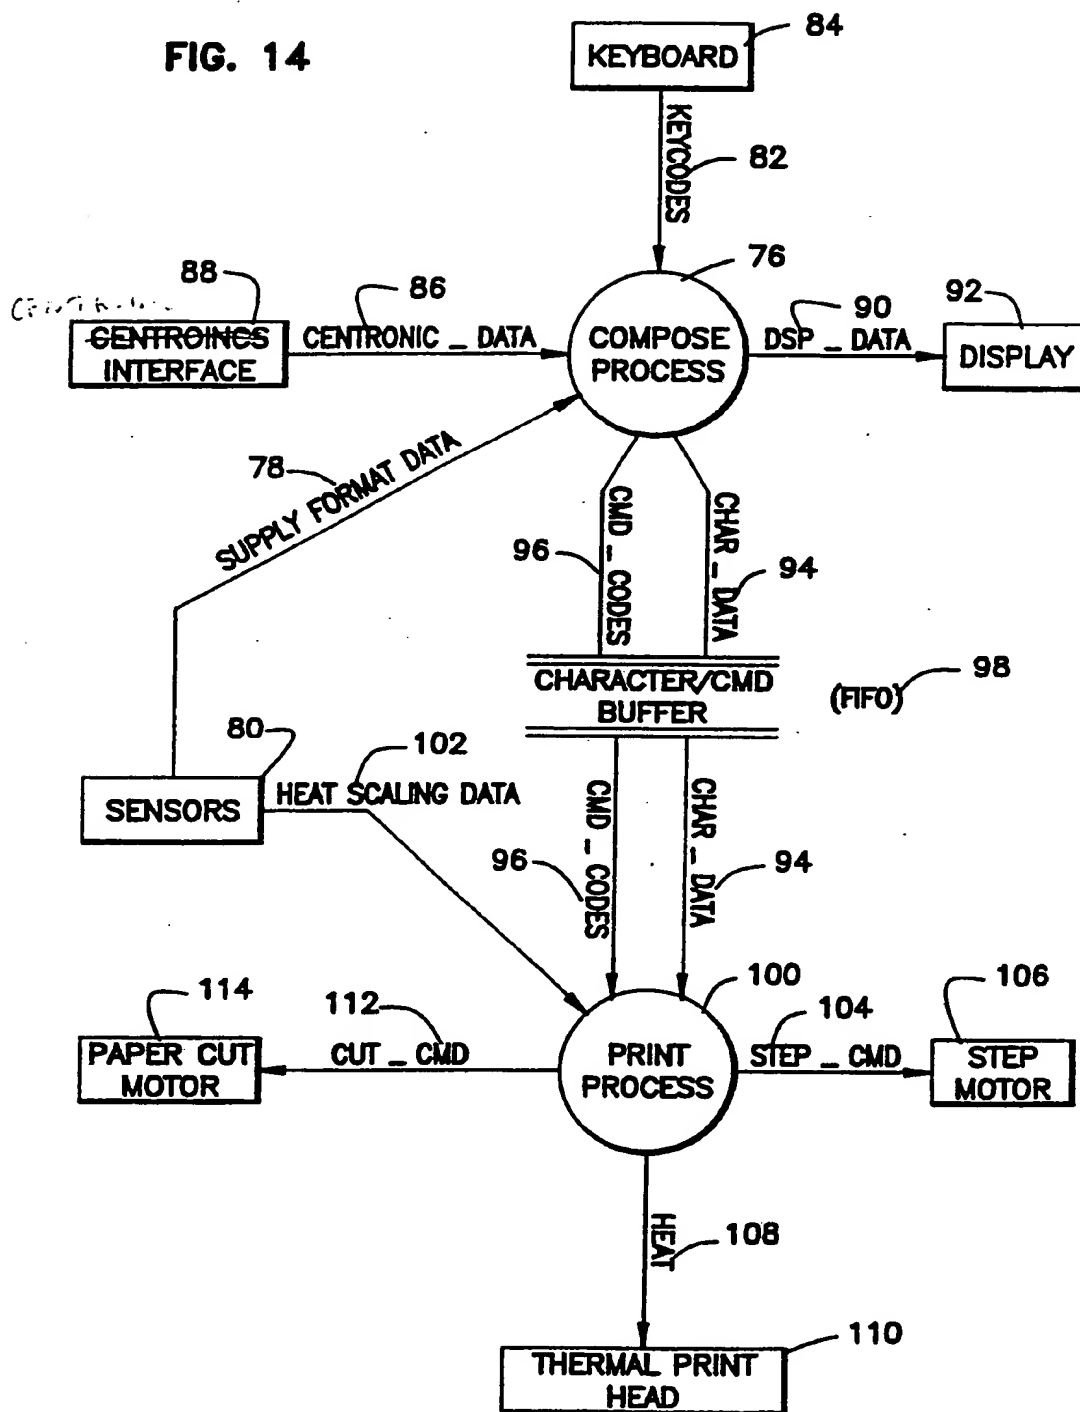 FIG. 14
KEYBOARD
84
KEYCODES
82
76
88
86
90
92
CENTROINCS
INTERFACE
CENTRONIC _ DATA
COMPOSE
PROCESS
DSP _ DATA
DISPLAY
78
SUPPLY FORMAT DATA
96
CMD _ CODES
CHAR _ DATA
94
CHARACTER/CMD
BUFFER
(FIFO)
98
80
102
SENSORS
HEAT SCALING DATA
96
CMD _ CODES
CHAR _ DATA
94
114
112
100
104
106
PAPER CUT
MOTOR
CUT _ CMD
PRINT
PROCESS
STEP _ CMD
STEP
MOTOR
HEAT
108
110
THERMAL PRINT
HEAD